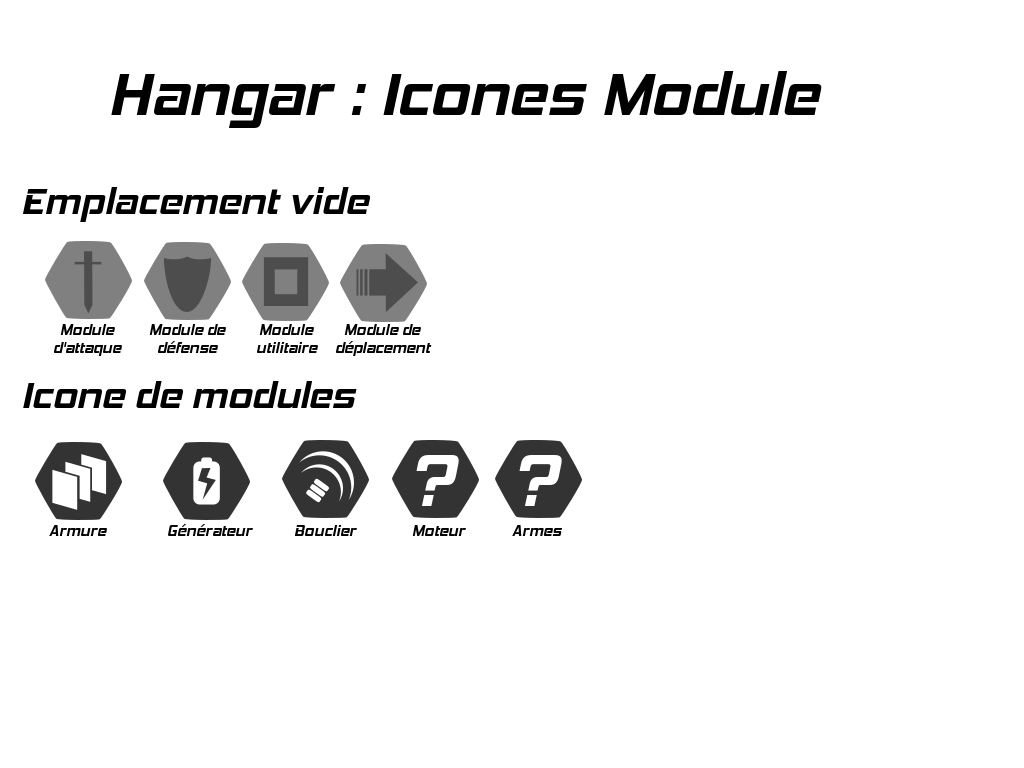 Hangar : Icones Module
Emplacement vide
Module d'attaque
Module de défense
Module utilitaire
Module de déplacement
Icone de modules
? ?
Armure Générateur Bouclier Moteur Armes